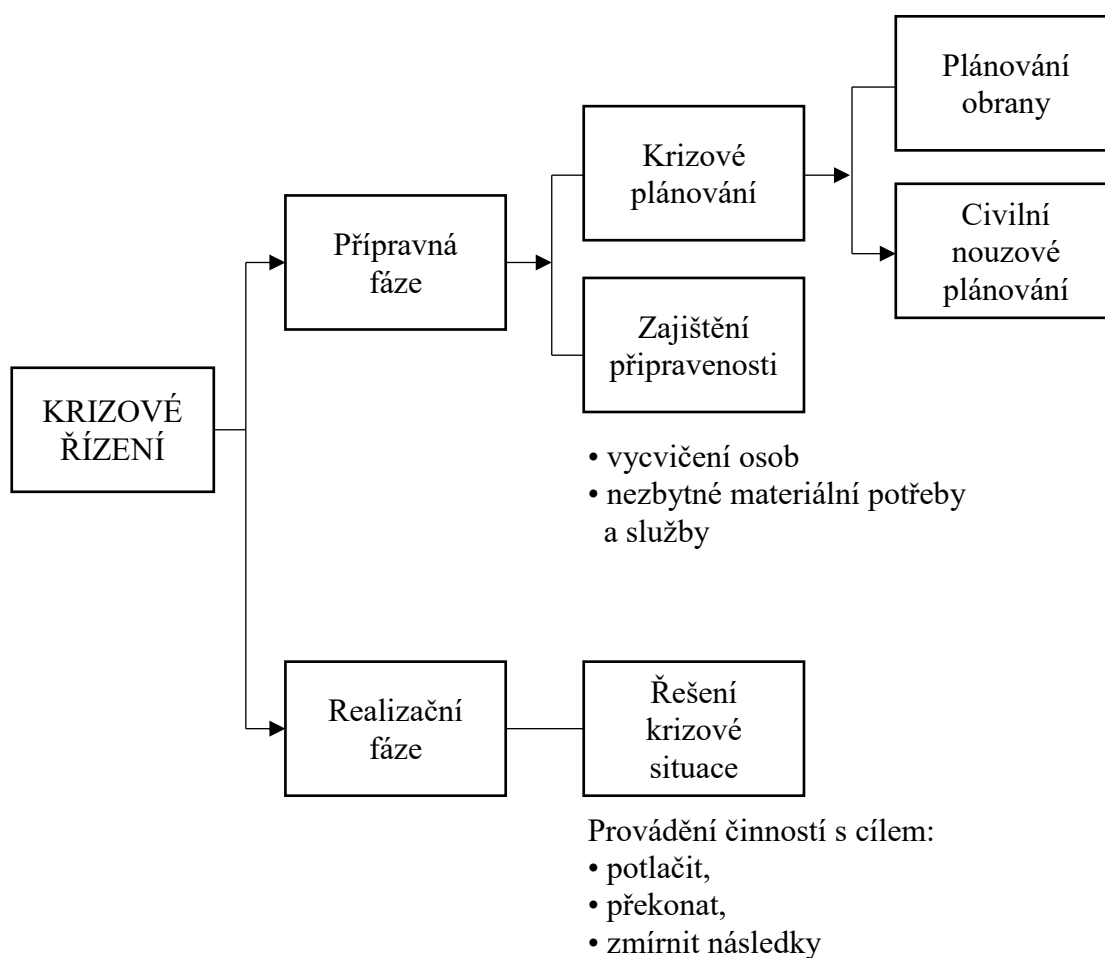 Plánování
obrany
Krizové
plánování
Civilní
nouzové
plánování
Přípravná
fáze
Zajištění
připravenosti
KRIZOVÉ
ŘÍZENÍ
• vycvičení osob
• nezbytné materiální potřeby
a služby
Realizační
fáze
Řešení
krizové
situace
Provádění činností s cílem:
• potlačit,
• překonat,
• zmírnit následky